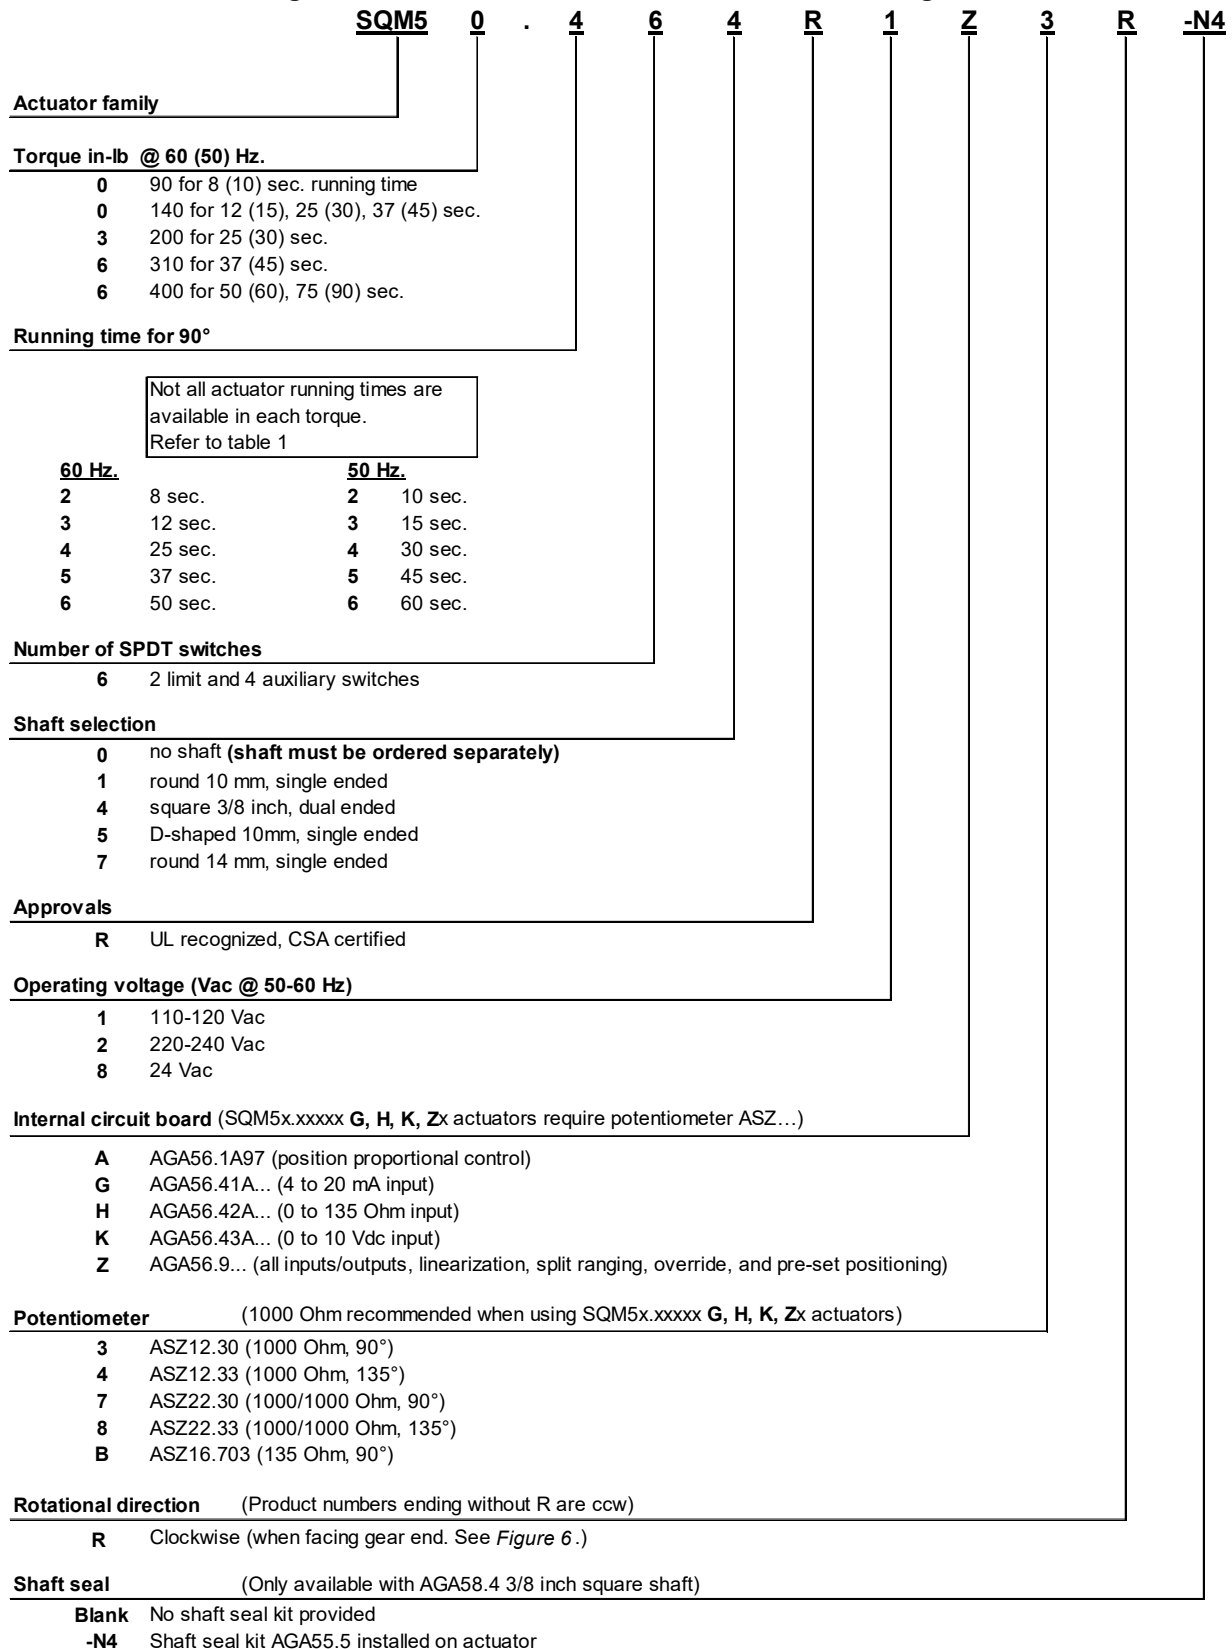 SQM5 0 . 4 6 4 R 1 Z 3 R -N4
Actuator family
Torque in-lb @ 60 (50) Hz.
0 90 for 8 (10) sec. running time
0 140 for 12 (15), 25 (30), 37 (45) sec.
3 200 for 25 (30) sec.
6 310 for 37 (45) sec.
6 400 for 50 (60), 75 (90) sec.
Running time for 90°
Not all actuator running times are
available in each torque.
Refer to table 1
60 Hz. 50 Hz.
2 8 sec. 2 10 sec.
3 12 sec. 3 15 sec.
4 25 sec. 4 30 sec.
5 37 sec. 5 45 sec.
6 50 sec. 6 60 sec.
Number of SPDT switches
6 2 limit and 4 auxiliary switches
Shaft selection
0 no shaft (shaft must be ordered separately)
1 round 10 mm, single ended
4 square 3/8 inch, dual ended
5 D-shaped 10mm, single ended
7 round 14 mm, single ended
Approvals
R UL recognized, CSA certified
Operating voltage (Vac @ 50-60 Hz)
1 110-120 Vac
2 220-240 Vac
8 24 Vac
Internal circuit board (SQM5x.xxxxx G, H, K, Zx actuators require potentiometer ASZ…)
A AGA56.1A97 (position proportional control)
G AGA56.41A... (4 to 20 mA input)
H AGA56.42A... (0 to 135 Ohm input)
K AGA56.43A... (0 to 10 Vdc input)
Z AGA56.9... (all inputs/outputs, linearization, split ranging, override, and pre-set positioning)
Potentiometer (1000 Ohm recommended when using SQM5x.xxxxx G, H, K, Zx actuators)
3 ASZ12.30 (1000 Ohm, 90°)
4 ASZ12.33 (1000 Ohm, 135°)
7 ASZ22.30 (1000/1000 Ohm, 90°)
8 ASZ22.33 (1000/1000 Ohm, 135°)
B ASZ16.703 (135 Ohm, 90°)
Rotational direction (Product numbers ending without R are ccw)
R Clockwise (when facing gear end. See Figure 6.)
Shaft seal (Only available with AGA58.4 3/8 inch square shaft)
Blank No shaft seal kit provided
-N4 Shaft seal kit AGA55.5 installed on actuator